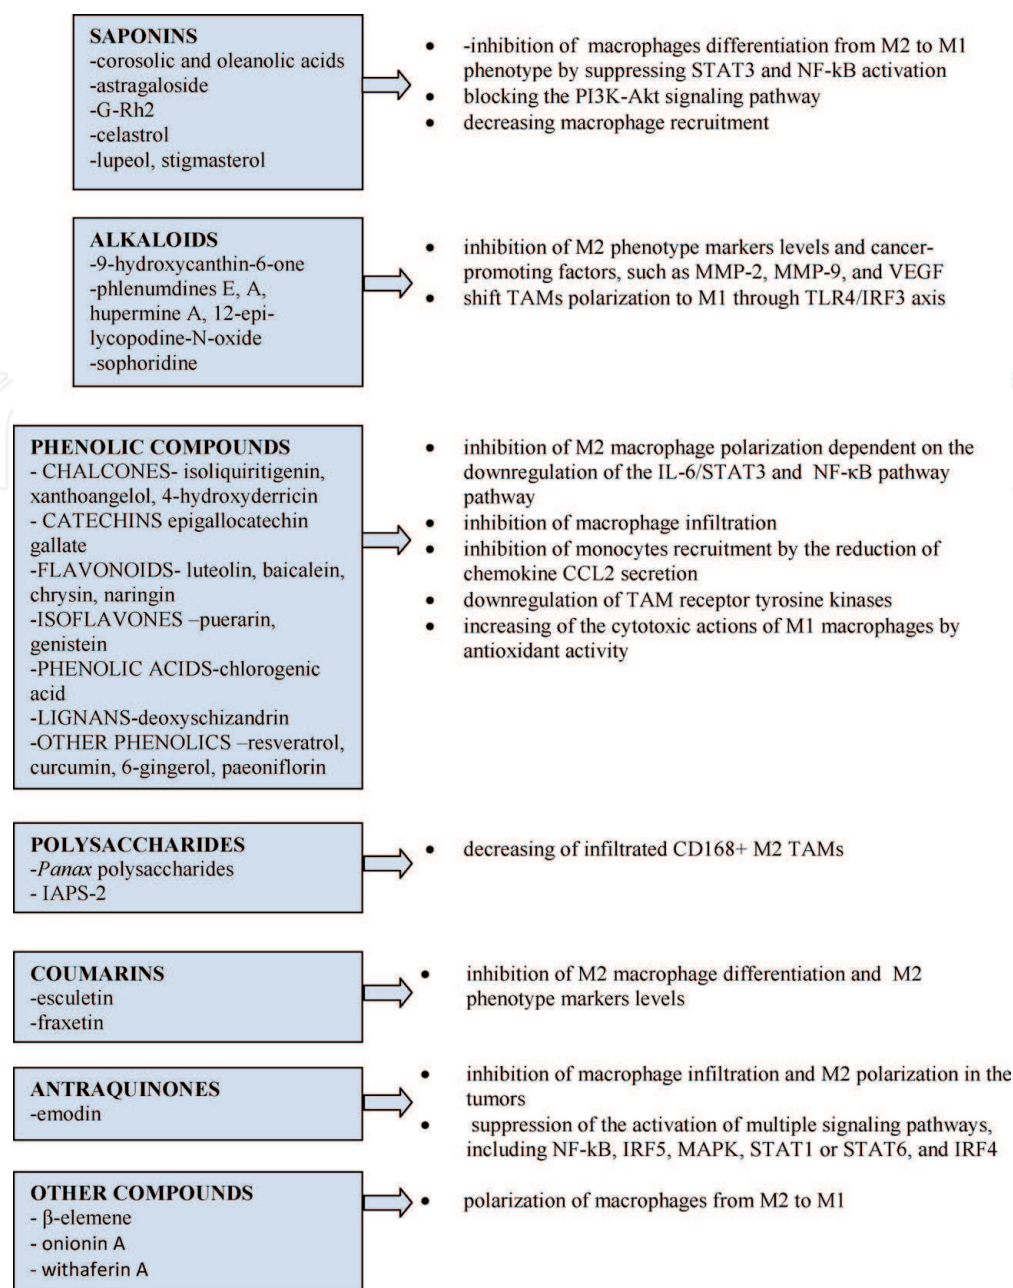 SAPONINS
-corosolic and oleanolic acids
-astragaloside
-G-Rh2
-celastrol
-lupeol, stigmasterol
• -inhibition of macrophages differentiation from M2 to M1
phenotype by suppressing STAT3 and NF-kB activation
• blocking the PI3K-Akt signaling pathway
• decreasing macrophage recruitment
ALKALOIDS
-9-hydroxycanthin-6-one
-phlenumdines E, A,
hupermine A, 12-epi-
lycopodine-N-oxide
-sophoridine
• inhibition of M2 phenotype markers levels and cancer-
promoting factors, such as MMP-2, MMP-9, and VEGF
• shift TAMs polarization to M1 through TLR4/IRF3 axis
PHENOLIC COMPOUNDS
- CHALCONES- isoliquiritigenin,
xanthoangelol, 4-hydroxyderricin
- CATECHINS epigallocatechin
gallate
-FLAVONOIDS- luteolin, baicalein,
chrysin, naringin
-ISOFLAVONES –puerarin,
genistein
-PHENOLIC ACIDS-chlorogenic
acid
-LIGNANS-deoxyschizandrin
-OTHER PHENOLICS –resveratrol,
curcumin, 6-gingerol, paeoniflorin
• inhibition of M2 macrophage polarization dependent on the
downregulation of the IL-6/STAT3 and NF-κB pathway
pathway
• inhibition of macrophage infiltration
• inhibition of monocytes recruitment by the reduction of
chemokine CCL2 secretion
• downregulation of TAM receptor tyrosine kinases
• increasing of the cytotoxic actions of M1 macrophages by
antioxidant activity
POLYSACCHARIDES
-Panax polysaccharides
- IAPS-2
• decreasing of infiltrated CD168+ M2 TAMs
COUMARINS
-esculetin
-fraxetin
• inhibition of M2 macrophage differentiation and M2
phenotype markers levels
ANTRAQUINONES
-emodin
• inhibition of macrophage infiltration and M2 polarization in the
tumors
• suppression of the activation of multiple signaling pathways,
including NF-kB, IRF5, MAPK, STAT1 or STAT6, and IRF4
OTHER COMPOUNDS
- β-elemene
- onionin A
- withaferin A
• polarization of macrophages from M2 to M1